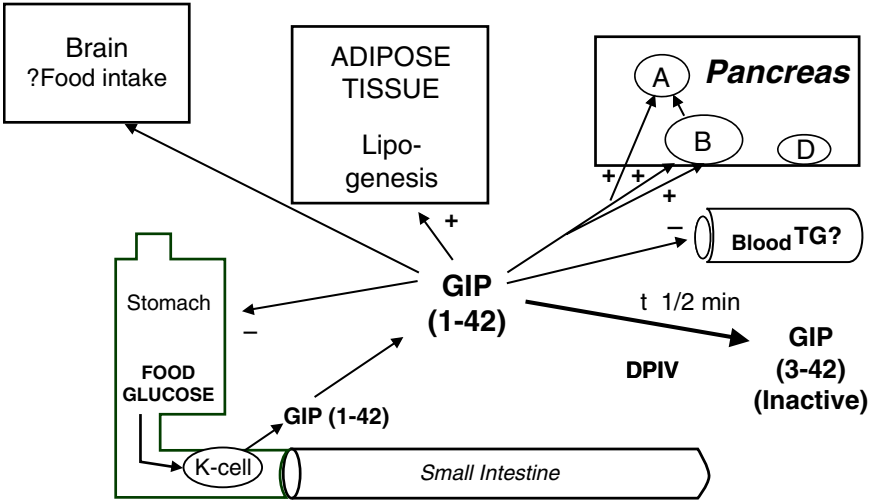 Brain
?Food intake
ADIPOSE
TISSUE
Lipo-
genesis
+
Pancreas
A
B
D
+ +
+
–
Blood TG?
Stomach
–
GIP
(1-42)
t 1/2 min
DPIV
GIP
(3-42)
(Inactive)
FOOD
GLUCOSE
GIP (1-42)
K-cell
Small Intestine